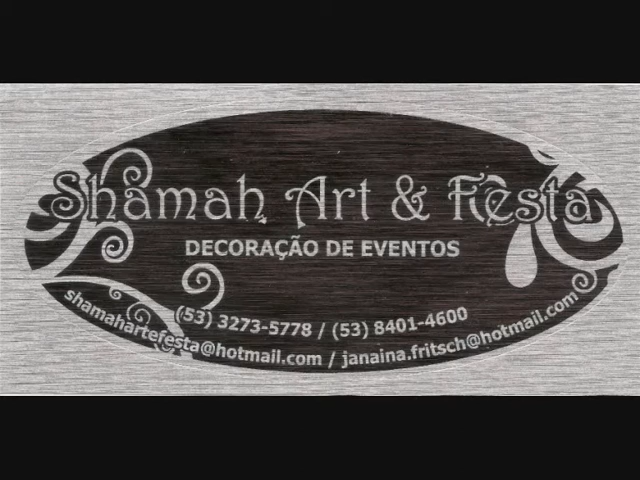 Shamah Art & Festa
DECORAÇÃO DE EVENTOS
(53) 3273-5778 / (53) 8401-4600
shamahartefesta@hotmail.com / janaina.fritsch@hotmail.com